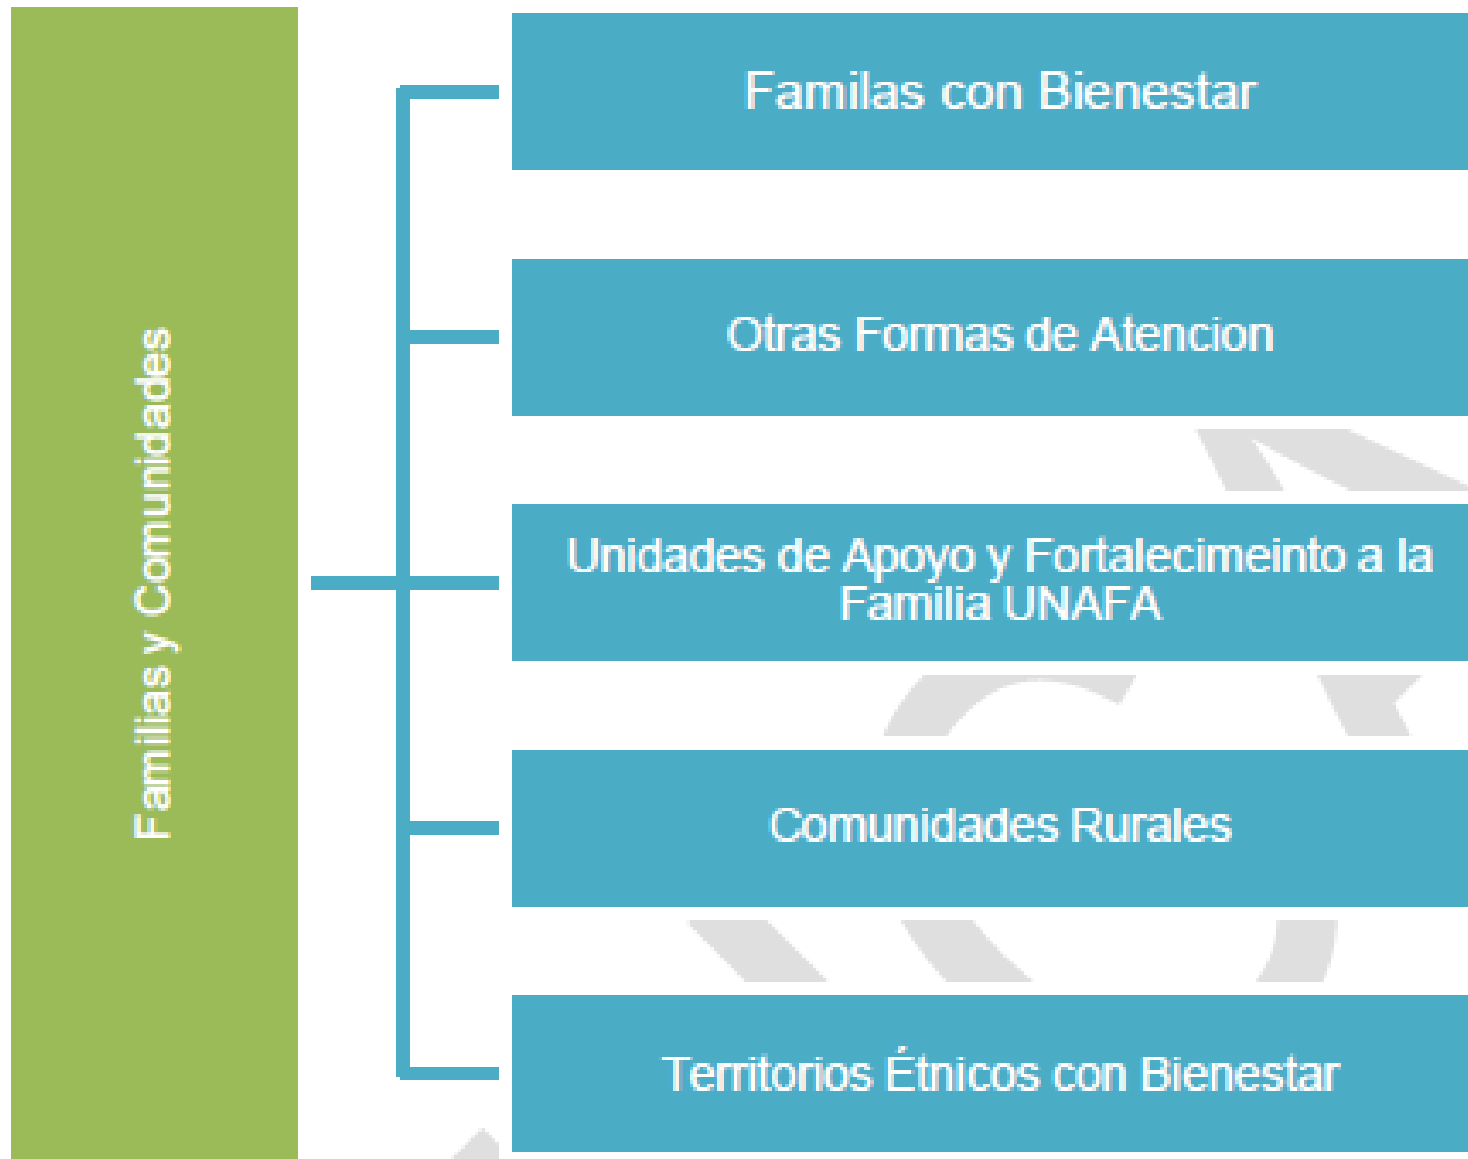 Familias y Comunidades
Familas con Bienestar
Otras Formas de Atencion
Unidades de Apoyo y Fortalecimeinto a la
Familia UNAFA
Comunidades Rurales
Territorios Étnicos con Bienestar